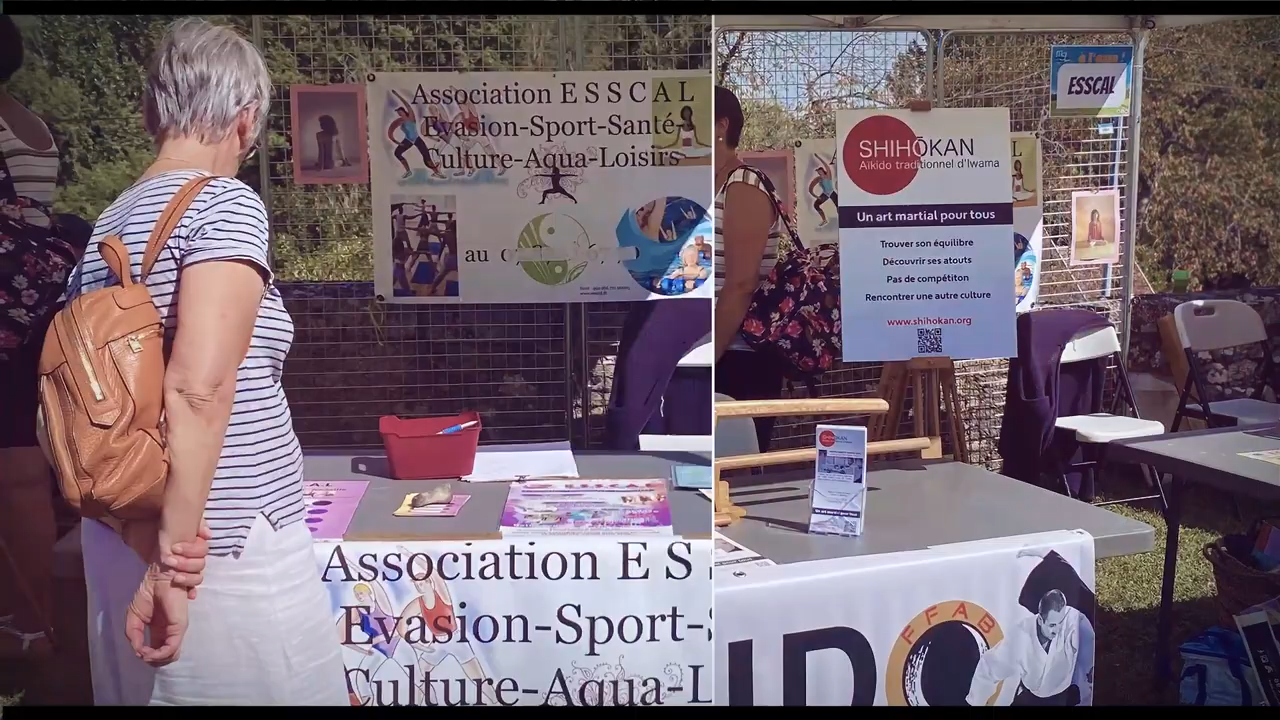 Association E S S C A L
Evasion-Sport-Santé
Culture-Aqua-Loisirs
au
Association E S S
Evasion-Sport-S
Culture-Aqua-L
ESSCAL
SHIHŌKAN
Aïkido traditionnel d'Iwama
Un art martial pour tous
Trouver son équilibre
Découvrir ses atouts
Pas de compétiton
Rencontrer une autre culture
www.shihokan.org
FFAB